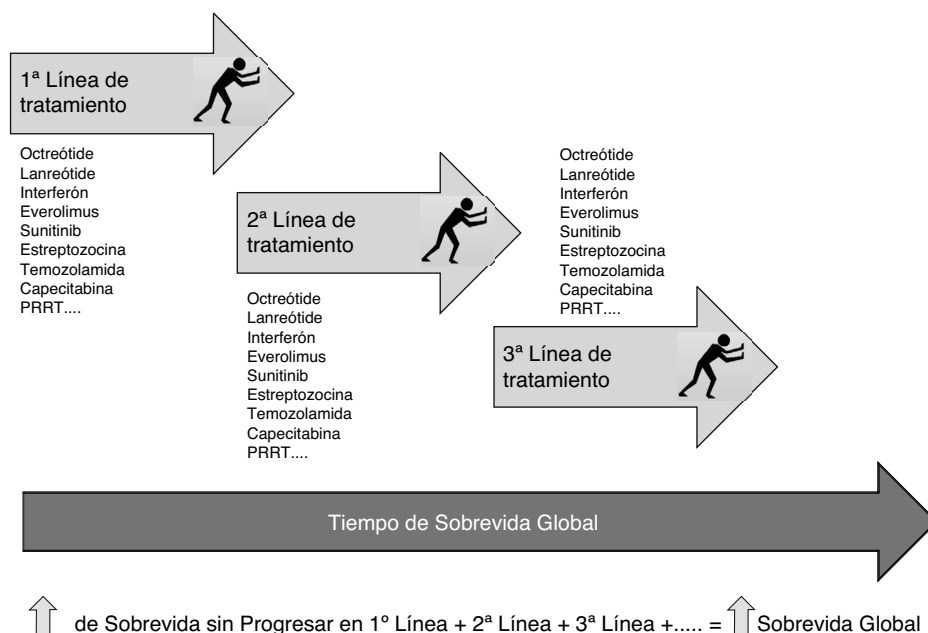 1ª Línea de
tratamiento
Octreótide
Lanreótide
Interferón
Everolimus
Sunitinib
Estreptozocina
Temozolamida
Capecitabina
PRRT....
2ª Línea de
tratamiento
Octreótide
Lanreótide
Interferón
Everolimus
Sunitinib
Estreptozocina
Temozolamida
Capecitabina
PRRT....
Octreótide
Lanreótide
Interferón
Everolimus
Sunitinib
Estreptozocina
Temozolamida
Capecitabina
PRRT....
3ª Línea de
tratamiento
Tiempo de Sobrevida Global
de Sobrevida sin Progresar en 1º Línea + 2ª Línea + 3ª Línea +..... = Sobrevida Global